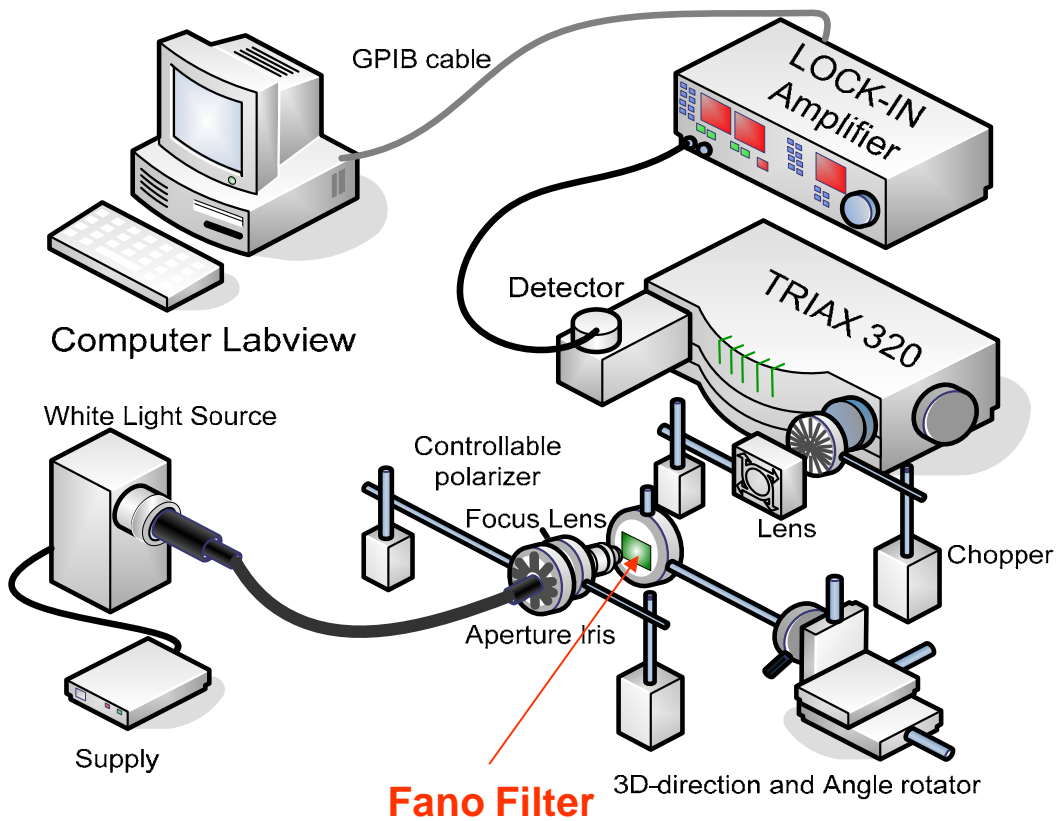 GPIB cable
LOCK-IN
Amplifier
Computer Labview
Detector
TRIAX 320
White Light Source
Controllable
polarizer
Focus Lens
Lens
Chopper
Aperture Iris
Supply
3D-direction and Angle rotator
Fano Filter